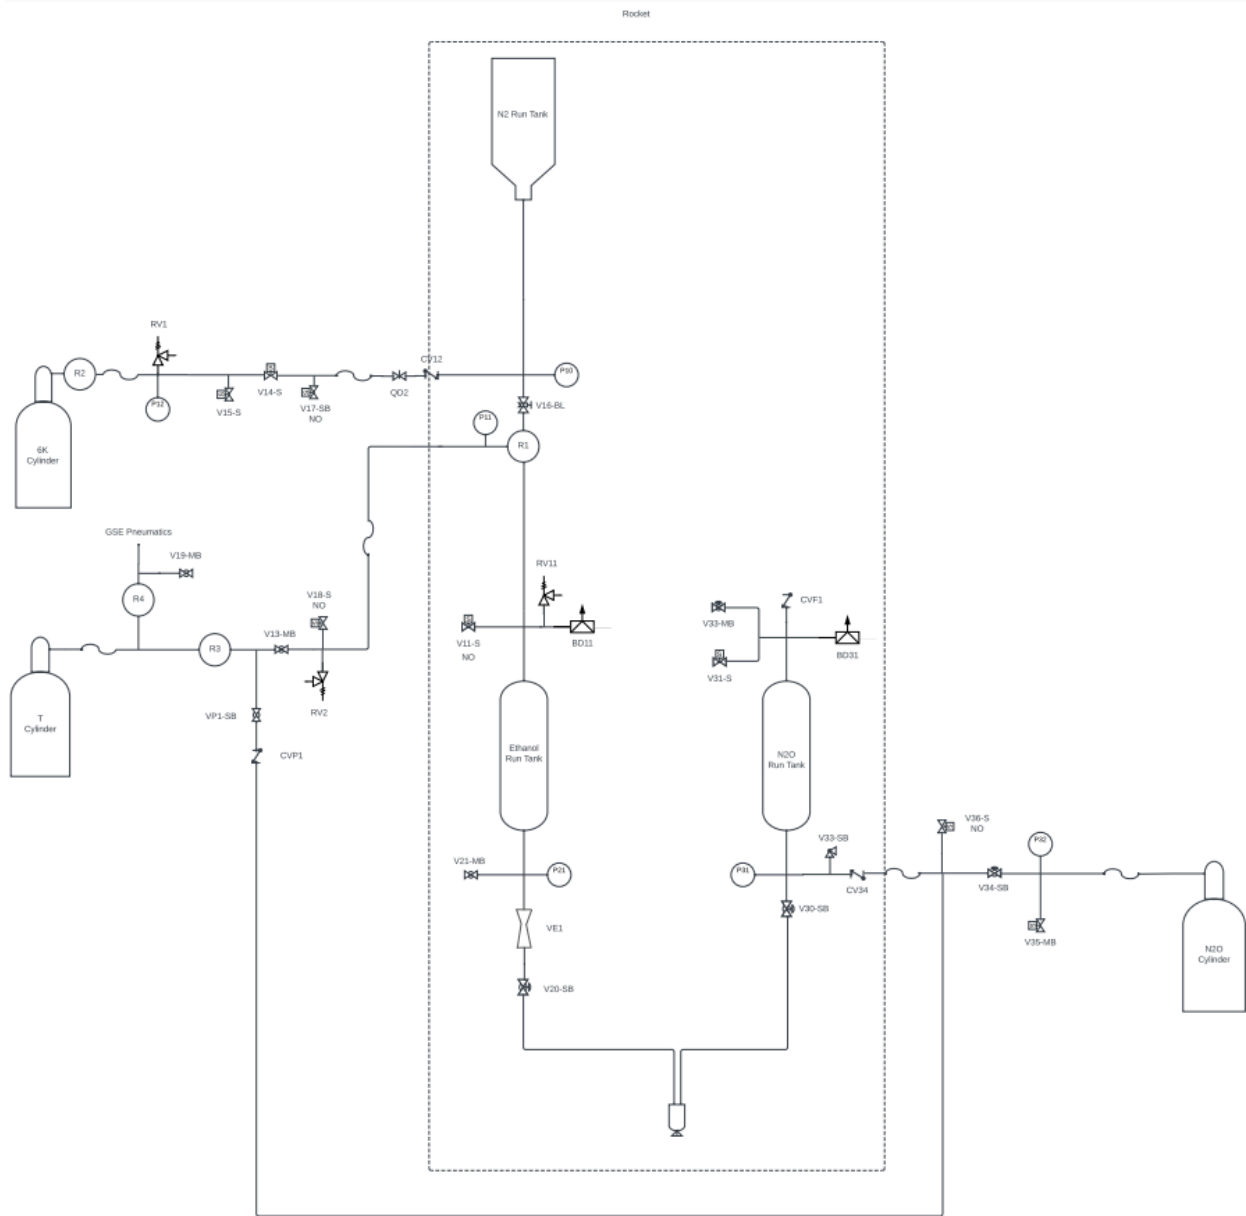 Rocket
N2 Run Tank
RV1
R2
P12
V15-S
V14-S
V17-SB
NO
QD2
CV12
P10
V16-BL
P11
R1
6K
Cylinder
GSE Pneumatics
V19-MB
R4
V18-S
NO
V13-MB
R3
RV2
VP1-SB
CVP1
T
Cylinder
RV11
V11-S
NO
BD11
CVF1
V33-MB
V31-S
BD31
Ethanol
Run Tank
N2O
Run Tank
V21-MB
P21
VE1
V20-SB
P31
V33-SB
CV34
V30-SB
V36-S
NO
P32
V34-SB
V35-MB
N2O
Cylinder